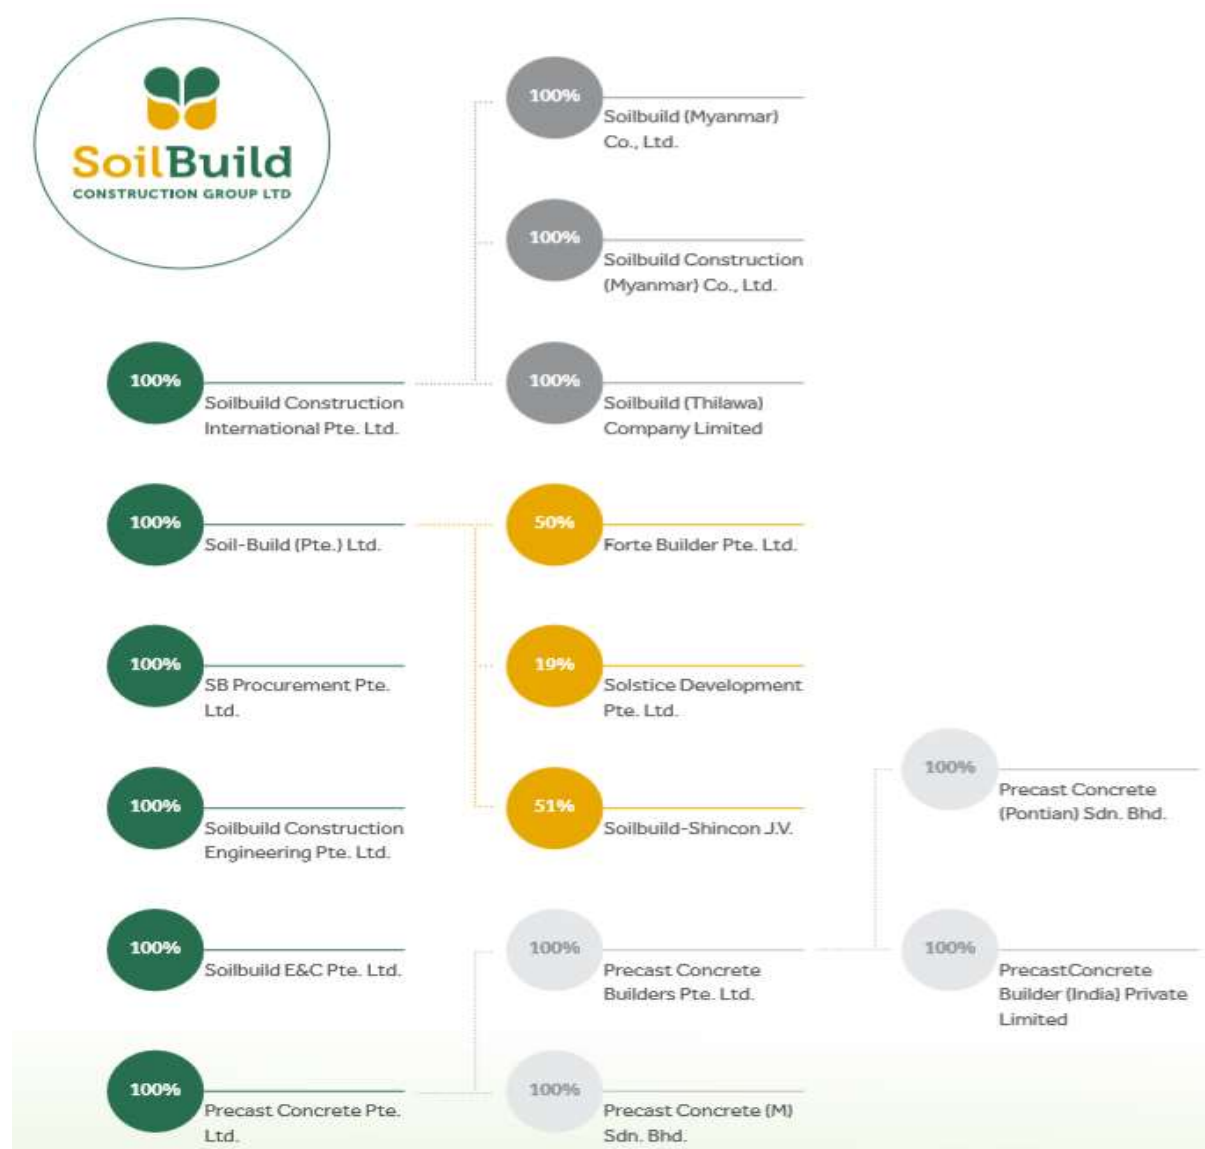 SoilBuild
CONSTRUCTION GROUP LTD
100%
Soilbuild (Myanmar)
Co., Ltd.
100%
Soilbuild Construction
(Myanmar) Co., Ltd.
100%
Soilbuild Construction
International Pte. Ltd.
100%
Soilbuild (Thilawa)
Company Limited
100%
Soil-Build (Pte.) Ltd.
50%
Forte Builder Pte. Ltd.
100%
SB Procurement Pte.
Ltd.
19%
Solstice Development
Pte. Ltd.
100%
Soilbuild Construction
Engineering Pte. Ltd.
51%
Soilbuild-Shincon J.V.
100%
Precast Concrete
(Pontian) Sdn. Bhd.
100%
Soilbuild E&C Pte. Ltd.
100%
Precast Concrete
Builders Pte. Ltd.
100%
PrecastConcrete
Builder (India) Private
Limited
100%
Precast Concrete Pte.
Ltd.
100%
Precast Concrete (M)
Sdn. Bhd.